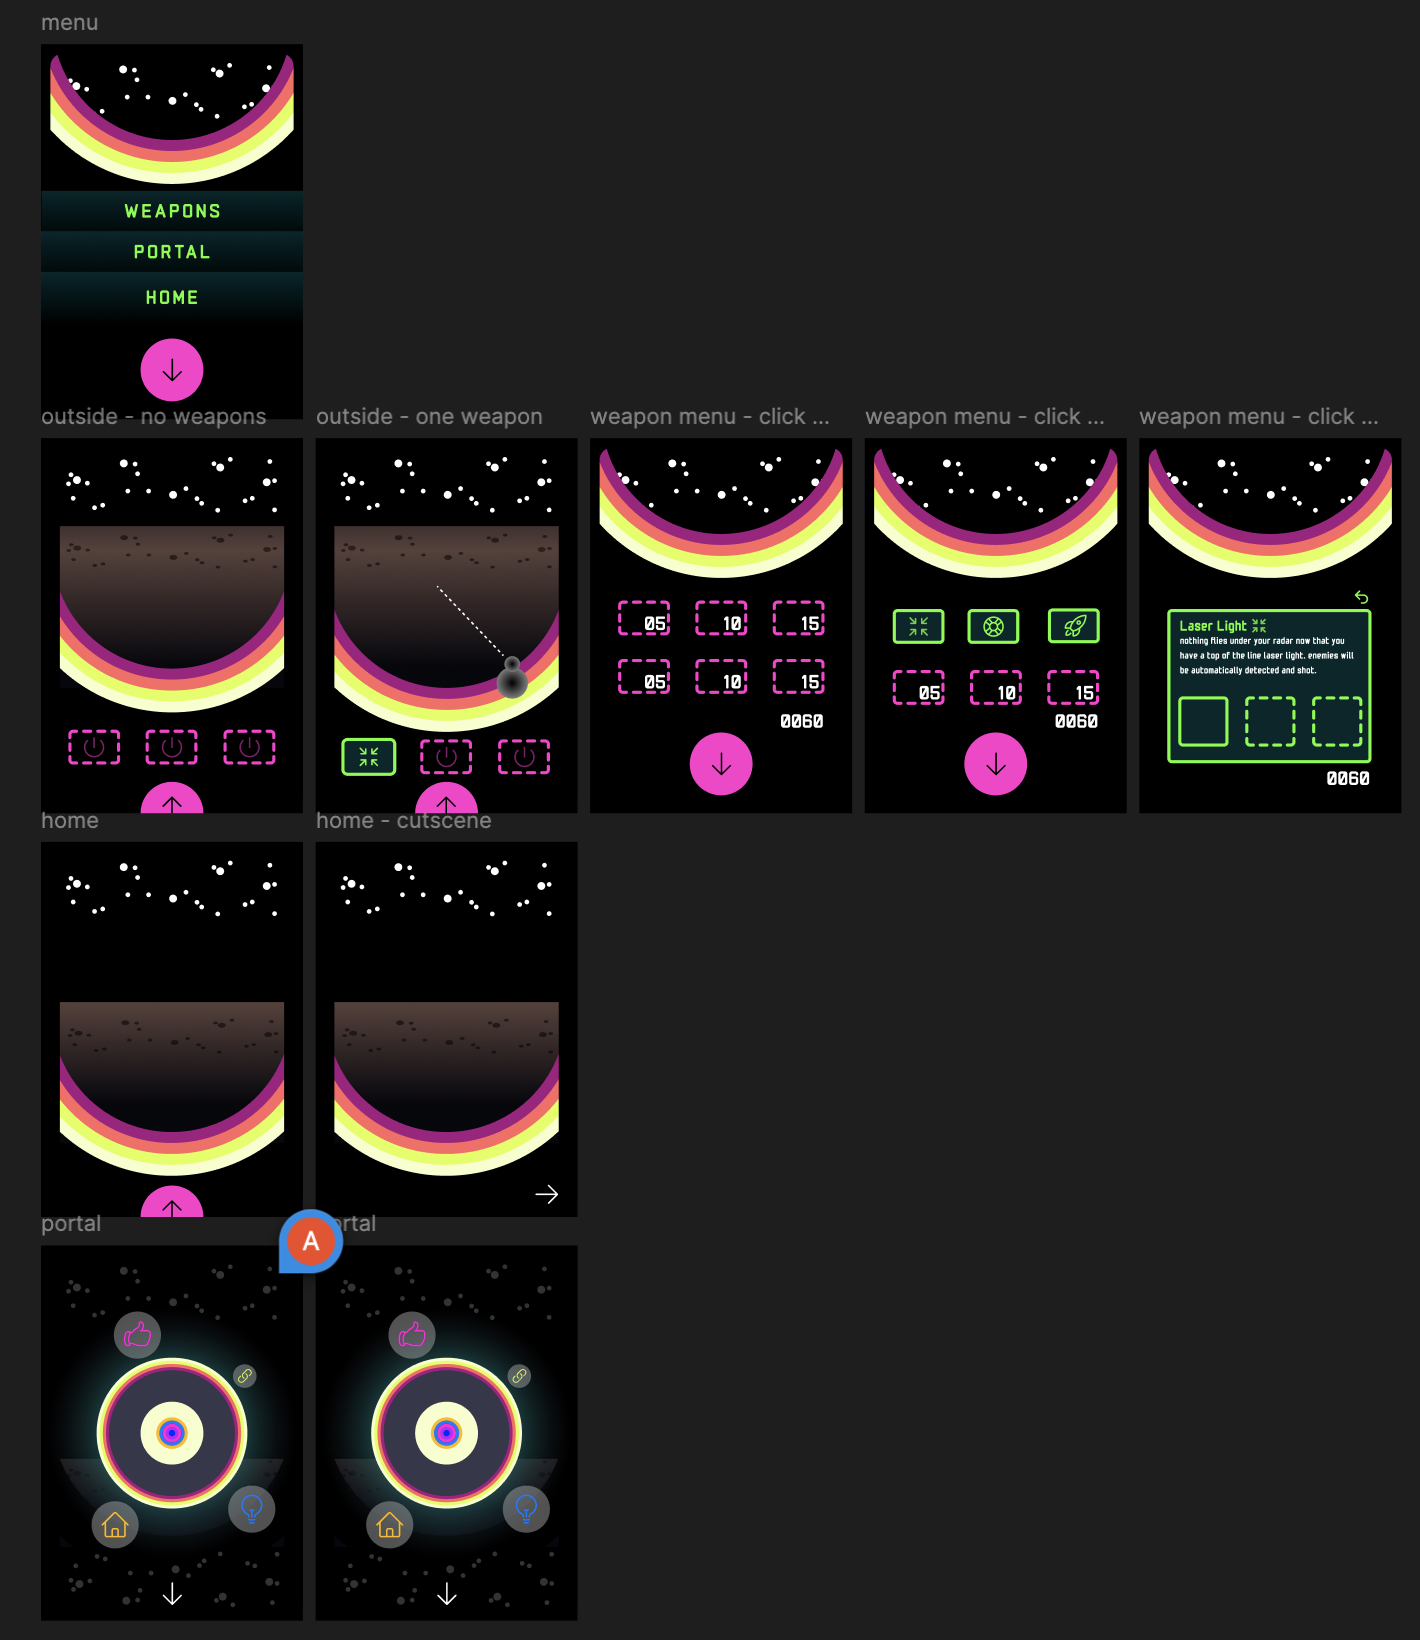 menu
WEAPONS
PORTAL
HOME
outside - no weapons
outside - one weapon
weapon menu - click ...
weapon menu - click ...
weapon menu - click ...
05 10 15
05 10 15
0060
05 10 15
0060
Laser Light
nothing flies under your radar now that you
have a top of the line laser light. enemies will
be automatically detected and shot.
0060
home
home - cutscene
portal
A
ortal